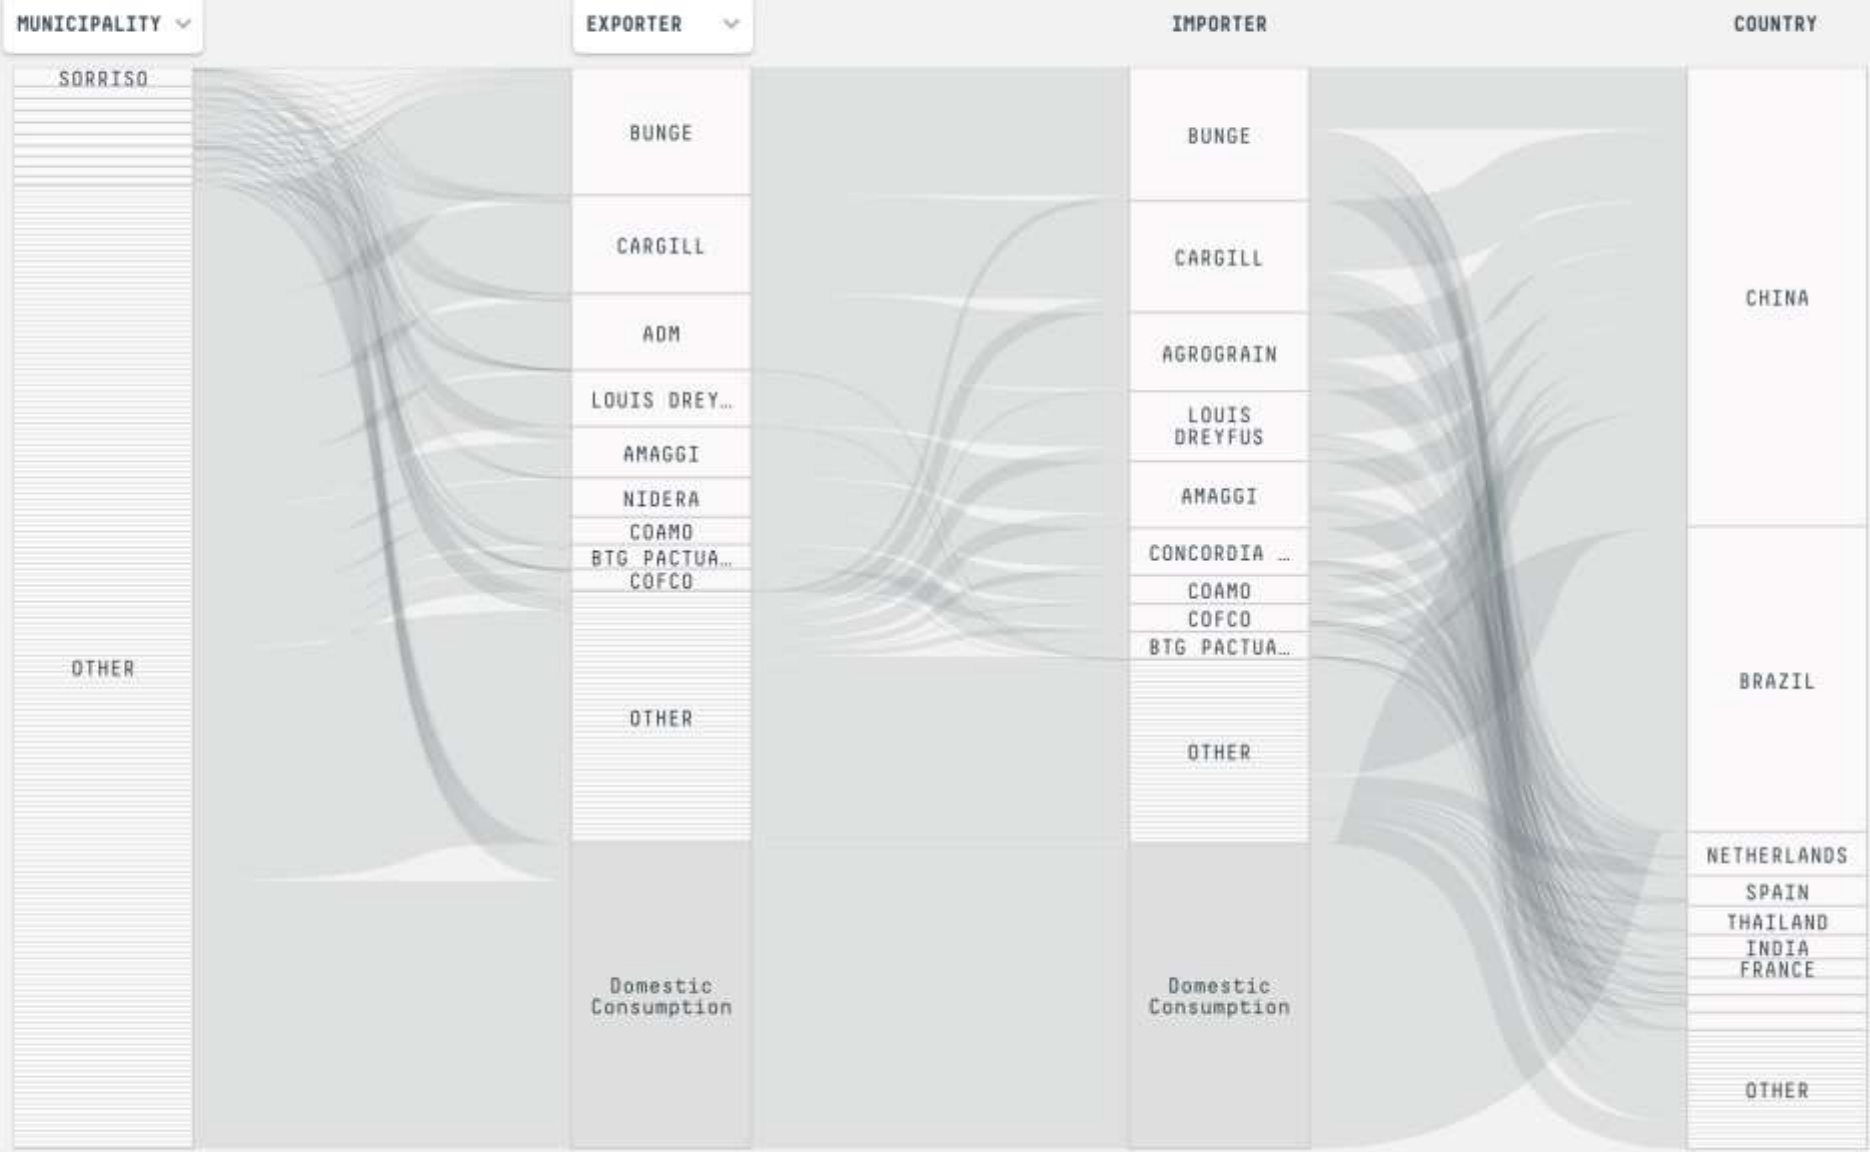 MUNICIPALITY
EXPORTER
IMPORTER
COUNTRY
SORRISO
OTHER
BUNGE
CARGILL
ADM
LOUIS DREY…
AMAGGI
NIDERA
COAMO
BTG PACTUA…
COFCO
OTHER
Domestic
Consumption
BUNGE
CARGILL
AGROGRAIN
LOUIS
DREYFUS
AMAGGI
CONCORDIA …
COAMO
COFCO
BTG PACTUA…
OTHER
Domestic
Consumption
CHINA
BRAZIL
NETHERLANDS
SPAIN
THAILAND
INDIA
FRANCE
OTHER